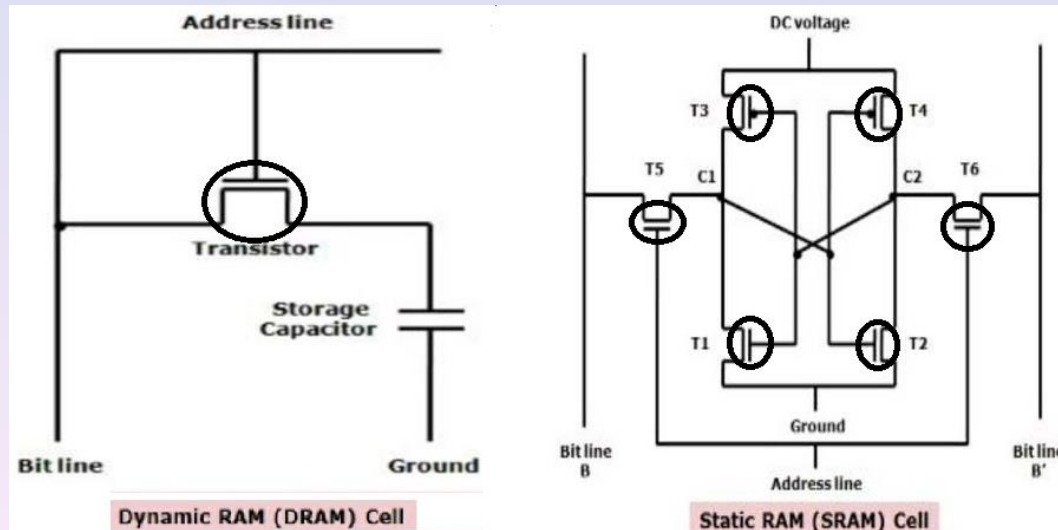 Address line
Transistor
Storage
Capacitor
Bit line
Ground
Dynamic RAM (DRAM) Cell
DC voltage
T3
T4
T5
C1
C2
T6
T1
T2
Ground
Bit line
B
Bit line
B'
Address line
Static RAM (SRAM) Cell